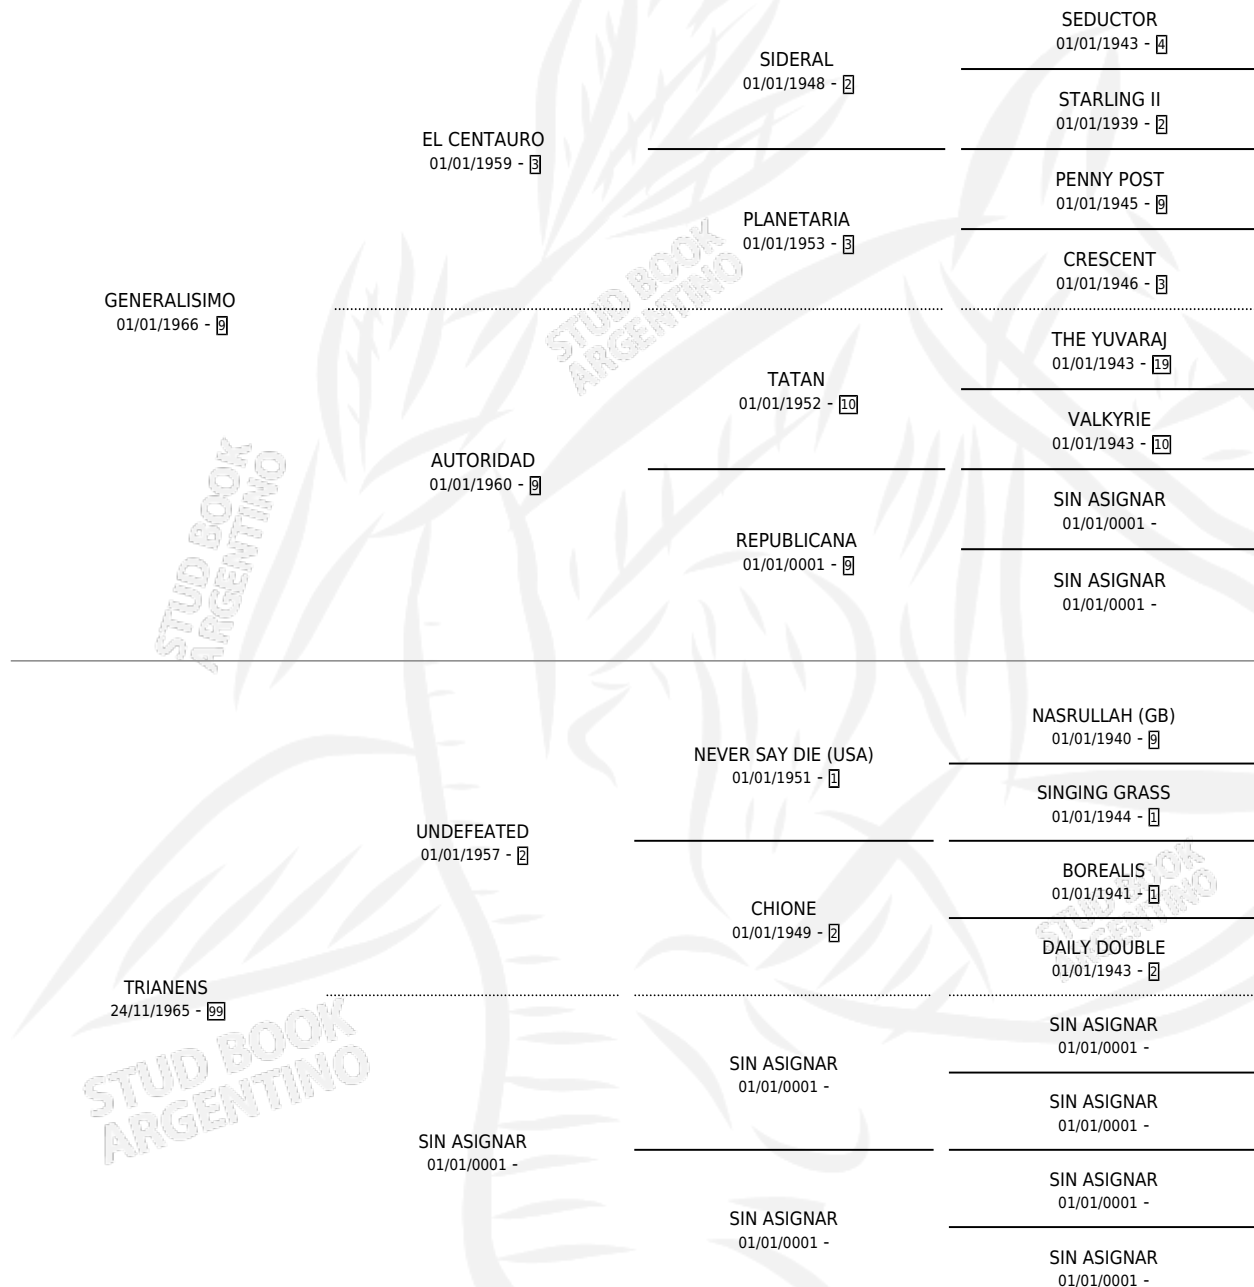 SEDUCTOR
01/01/1943 - 4
SIDERAL
01/01/1948 - 2
STARLING II
01/01/1939 - 2
EL CENTAURO
01/01/1959 - 3
PENNY POST
01/01/1945 - 9
PLANETARIA
01/01/1953 - 3
CRESCENT
01/01/1946 - 3
GENERALISIMO
01/01/1966 - 9
THE YUVARAJ
01/01/1943 - 19
TATAN
01/01/1952 - 10
VALKYRIE
01/01/1943 - 10
AUTORIDAD
01/01/1960 - 9
SIN ASIGNAR
01/01/0001 -
REPUBLICANA
01/01/0001 - 9
SIN ASIGNAR
01/01/0001 -
STUD BOOK
ARGENTINO
STUD BOOK
ARGENTINO
NASRULLAH (GB)
01/01/1940 - 9
NEVER SAY DIE (USA)
01/01/1951 - 1
SINGING GRASS
01/01/1944 - 1
UNDEFEATED
01/01/1957 - 2
BOREALIS
01/01/1941 - 1
CHIONE
01/01/1949 - 2
DAILY DOUBLE
01/01/1943 - 2
TRIANENS
24/11/1965 - 99
SIN ASIGNAR
01/01/0001 -
SIN ASIGNAR
01/01/0001 -
SIN ASIGNAR
01/01/0001 -
SIN ASIGNAR
01/01/0001 -
SIN ASIGNAR
01/01/0001 -
SIN ASIGNAR
01/01/0001 -
SIN ASIGNAR
01/01/0001 -
STUD BOOK
ARGENTINO
STUD BOOK
ARGENTINO